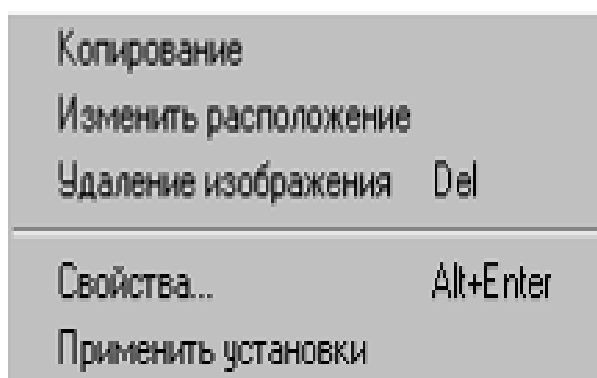 Копирование
Изменить расположение
Удаление изображения Del
Свойства... Alt+Enter
Применить установки